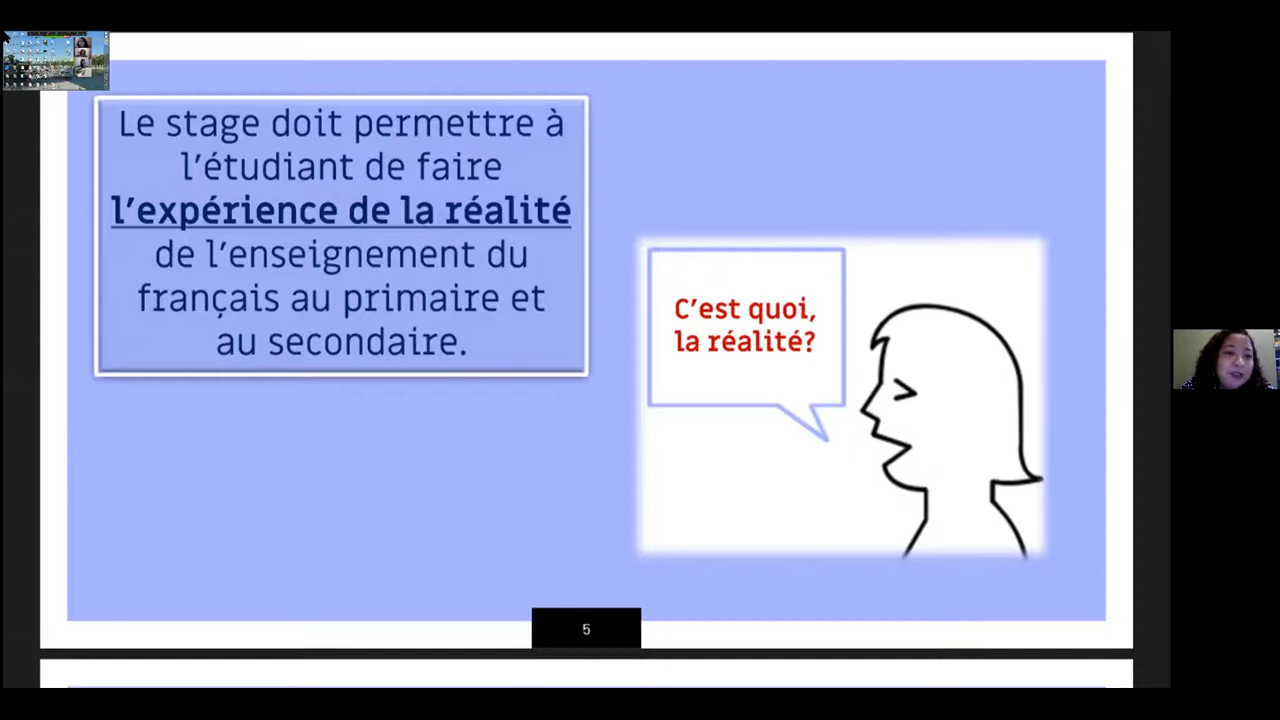 Le stage doit permettre à
l’étudiant de faire
l’expérience de la réalité
de l’enseignement du
français au primaire et
au secondaire.
C’est quoi,
la réalité?
5